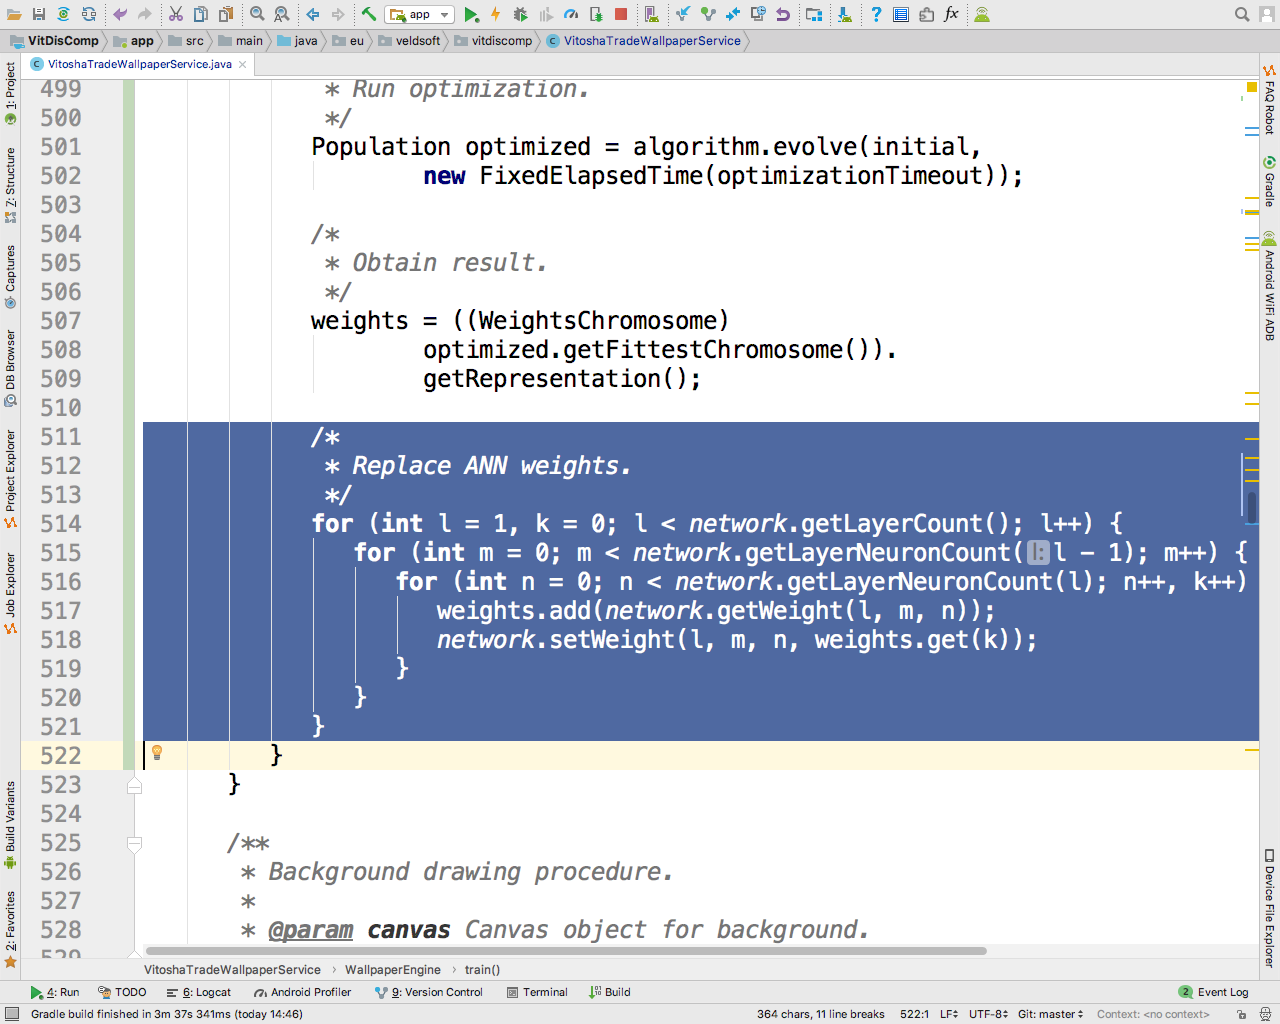 app
VitDisComp
app
src
main
java
eu
veldsoft
vitdiscomp
VitoshaTradeWallpaperService
VitoshaTradeWallpaperService.java
1: Project
Z: Structure
Captures
DB Browser
Project Explorer
Job Explorer
Build Variants
2: Favorites
499 * Run optimization.
500 */
501 Population optimized = algorithm.evolve(initial,
502 new FixedElapsedTime(optimizationTimeout));
503
504 /*
505 * Obtain result.
506 */
507 weights = ((WeightsChromosome)
508 optimized.getFittestChromosome()).
509 getRepresentation();
510
511 /*
512 * Replace ANN weights.
513 */
514 for (int l = 1, k = 0; l < network.getLayerCount(); l++) {
515 for (int m = 0; m < network.getLayerNeuronCount( l: l - 1); m++) {
516 for (int n = 0; n < network.getLayerNeuronCount(l); n++, k++)
517 weights.add(network.getWeight(l, m, n));
518 network.setWeight(l, m, n, weights.get(k));
519 }
520 }
521 }
522 }
523 }
524
525 /**
526 * Background drawing procedure.
527 *
528 * @param canvas Canvas object for background.
529
FAQ Robot
Gradle
Android WiFi ADB
Device File Explorer
VitoshaTradeWallpaperService › WallpaperEngine › train()
4: Run
TODO
6: Logcat
Android Profiler
9: Version Control
Terminal
Build
2 Event Log
Gradle build finished in 3m 37s 341ms (today 14:46)
364 chars, 11 line breaks
522:1
LF
UTF-8
Git: master
Context: <no context>